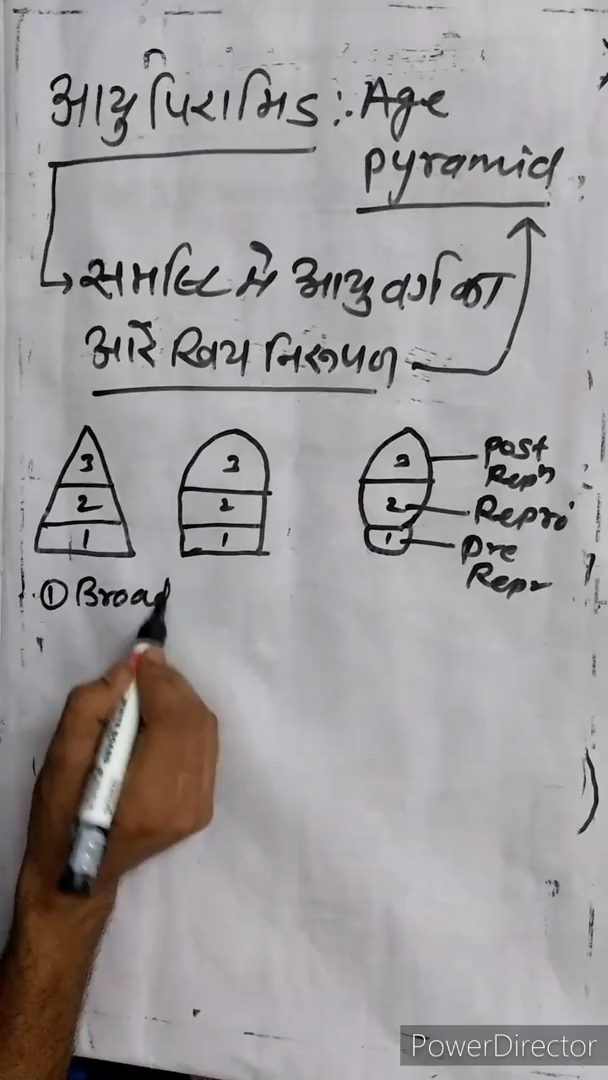 आयु पिरामिड :. Age
pyramid
→ समष्टि मे आयु वर्ग का
आरेखिय निरूपण
3
2
1
3
2
1
3
2
1
Post
Repn
Repro
Pre
Repr
① Broad
PowerDirector